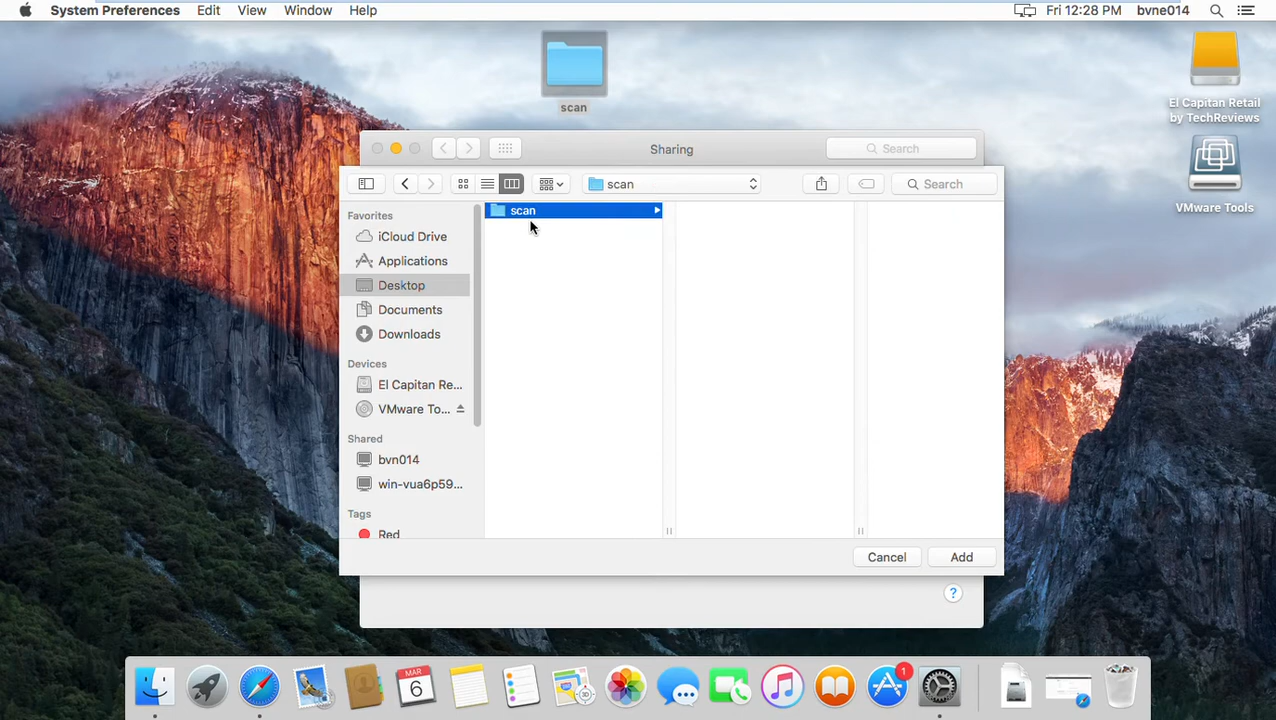 System Preferences Edit View Window Help Fri 12:28 PM bvne014
scan
El Capitan Retail
by TechReviews
VMware Tools
Sharing
Search
scan
Search
Favorites
iCloud Drive
Applications
Desktop
Documents
Downloads
Devices
El Capitan Re...
VMware To...
Shared
bvn014
win-vua6p59...
Tags
Red
scan
Cancel Add
?
MAR
6
3D
1